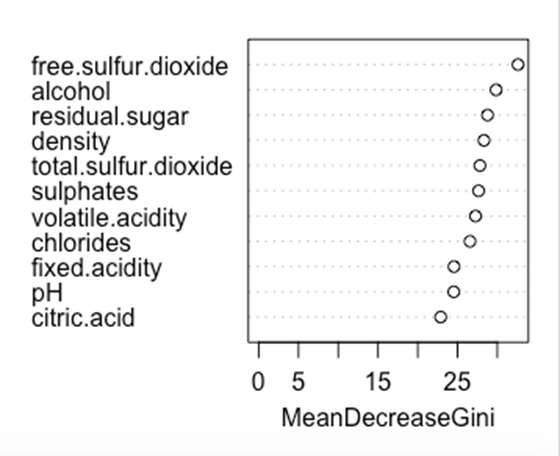 free.sulfur.dioxide
alcohol
residual.sugar
density
total.sulfur.dioxide
sulphates
volatile.acidity
chlorides
fixed.acidity
pH
citric.acid
0 5 15 25
MeanDecreaseGini